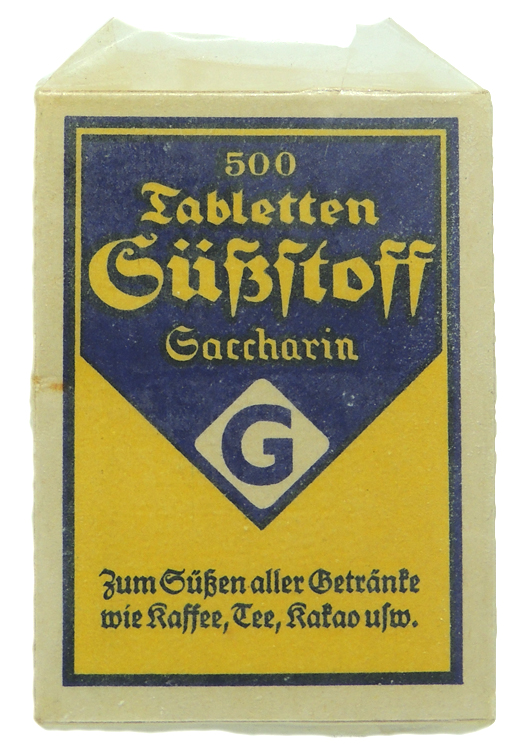 500
Tabletten
Süßſtoff
Saccharin
G
Zum Süßen aller Getränke
wie Kaffee, Tee, Kakao uſw.